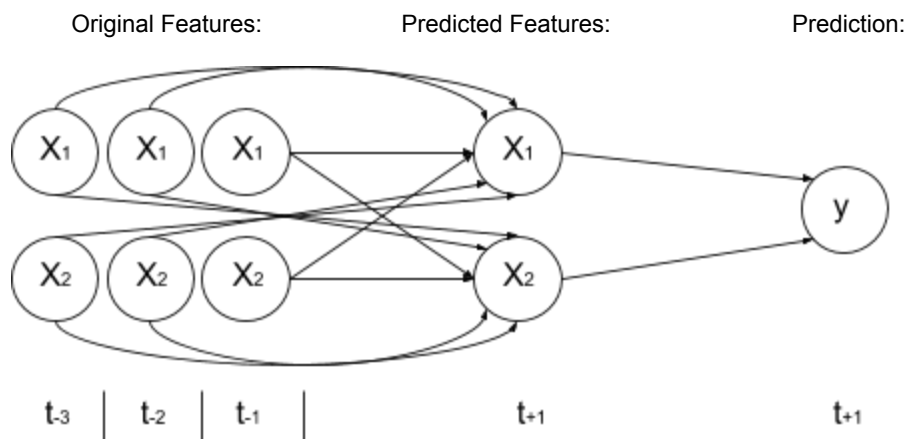 Original Features: Predicted Features: Prediction:
X1 X1 X1 X1
y
X2 X2 X2 X2
t-3 t-2 t-1 t+1 t+1